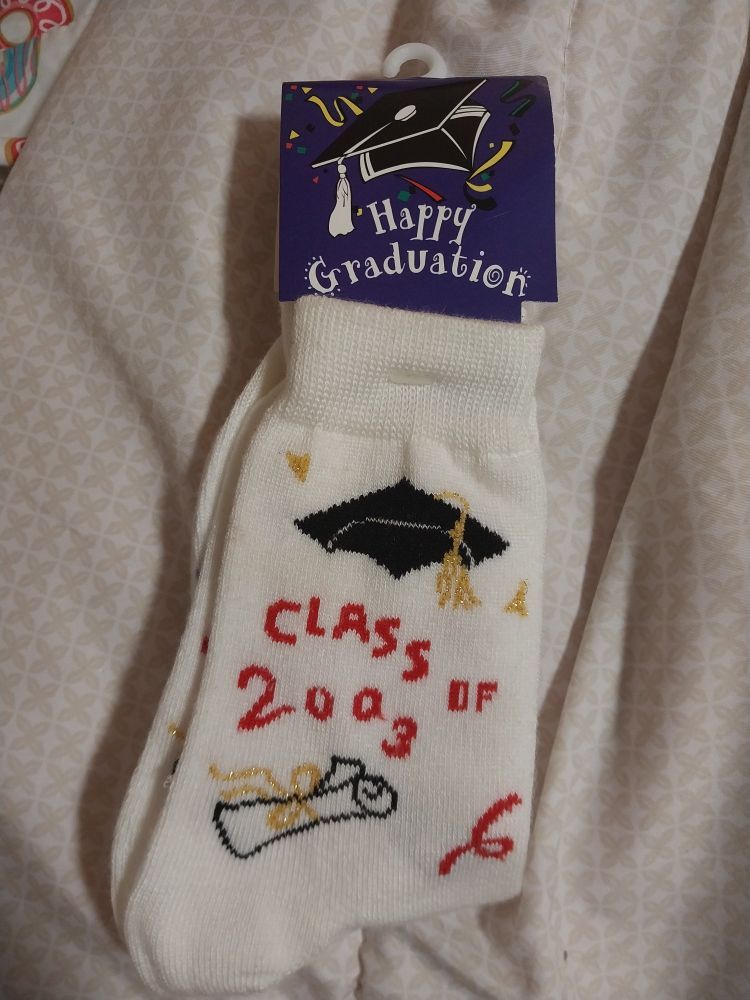 Happy
Graduation
CLASS OF
2003